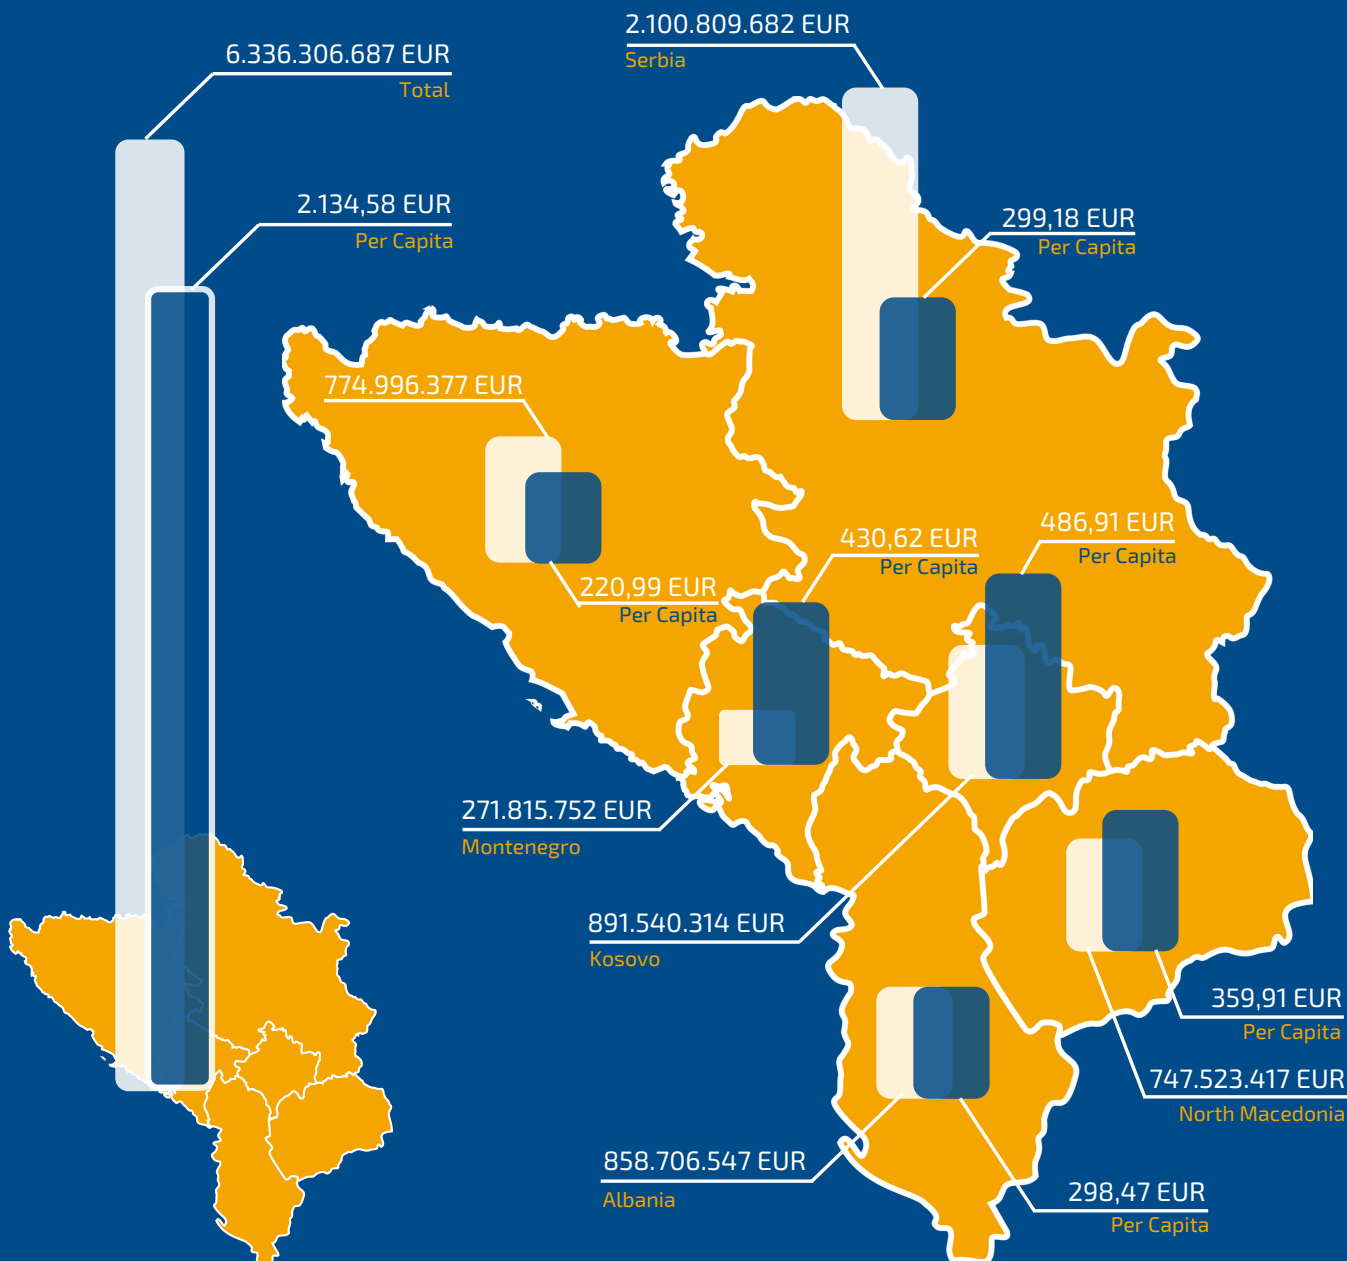 6.336.306.687 EUR
Total
2.134,58 EUR
Per Capita
2.100.809.682 EUR
Serbia
299,18 EUR
Per Capita
774.996.377 EUR
220,99 EUR
Per Capita
430,62 EUR
Per Capita
486,91 EUR
Per Capita
271.815.752 EUR
Montenegro
891.540.314 EUR
Kosovo
359,91 EUR
Per Capita
747.523.417 EUR
North Macedonia
858.706.547 EUR
Albania
298,47 EUR
Per Capita